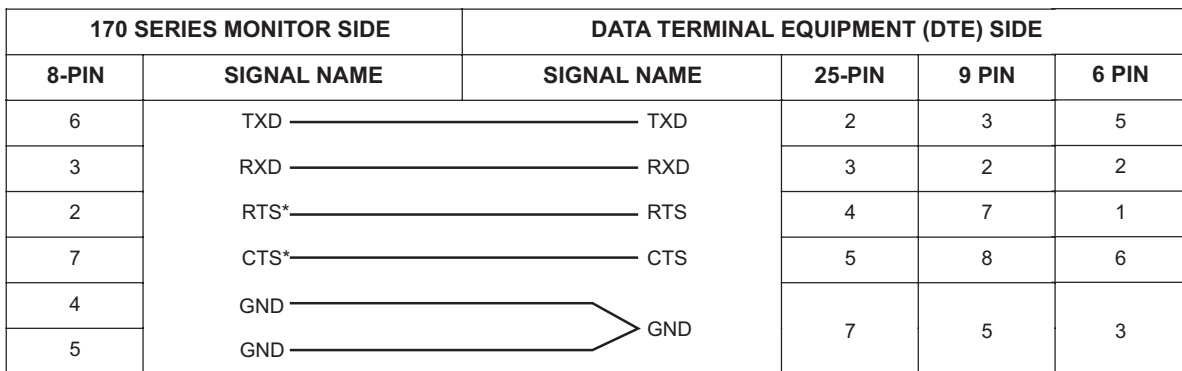 170 SERIES MONITOR SIDE DATA TERMINAL EQUIPMENT (DTE) SIDE
8-PIN SIGNAL NAME SIGNAL NAME 25-PIN 9 PIN 6 PIN
6 TXD TXD 2 3 5
3 RXD RXD 3 2 2
2 RTS* RTS 4 7 1
7 CTS* CTS 5 8 6
4 GND
GND 7 5 3
5 GND